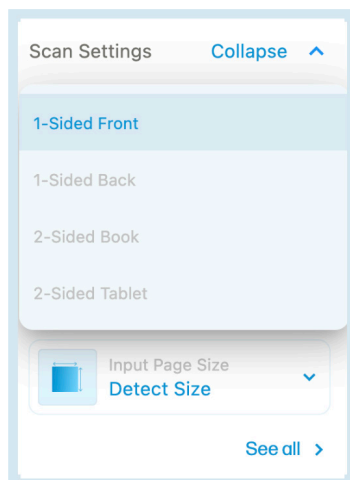 Scan Settings Collapse
1-Sided Front
1-Sided Back
2-Sided Book
2-Sided Tablet
Input Page Size
Detect Size
See all